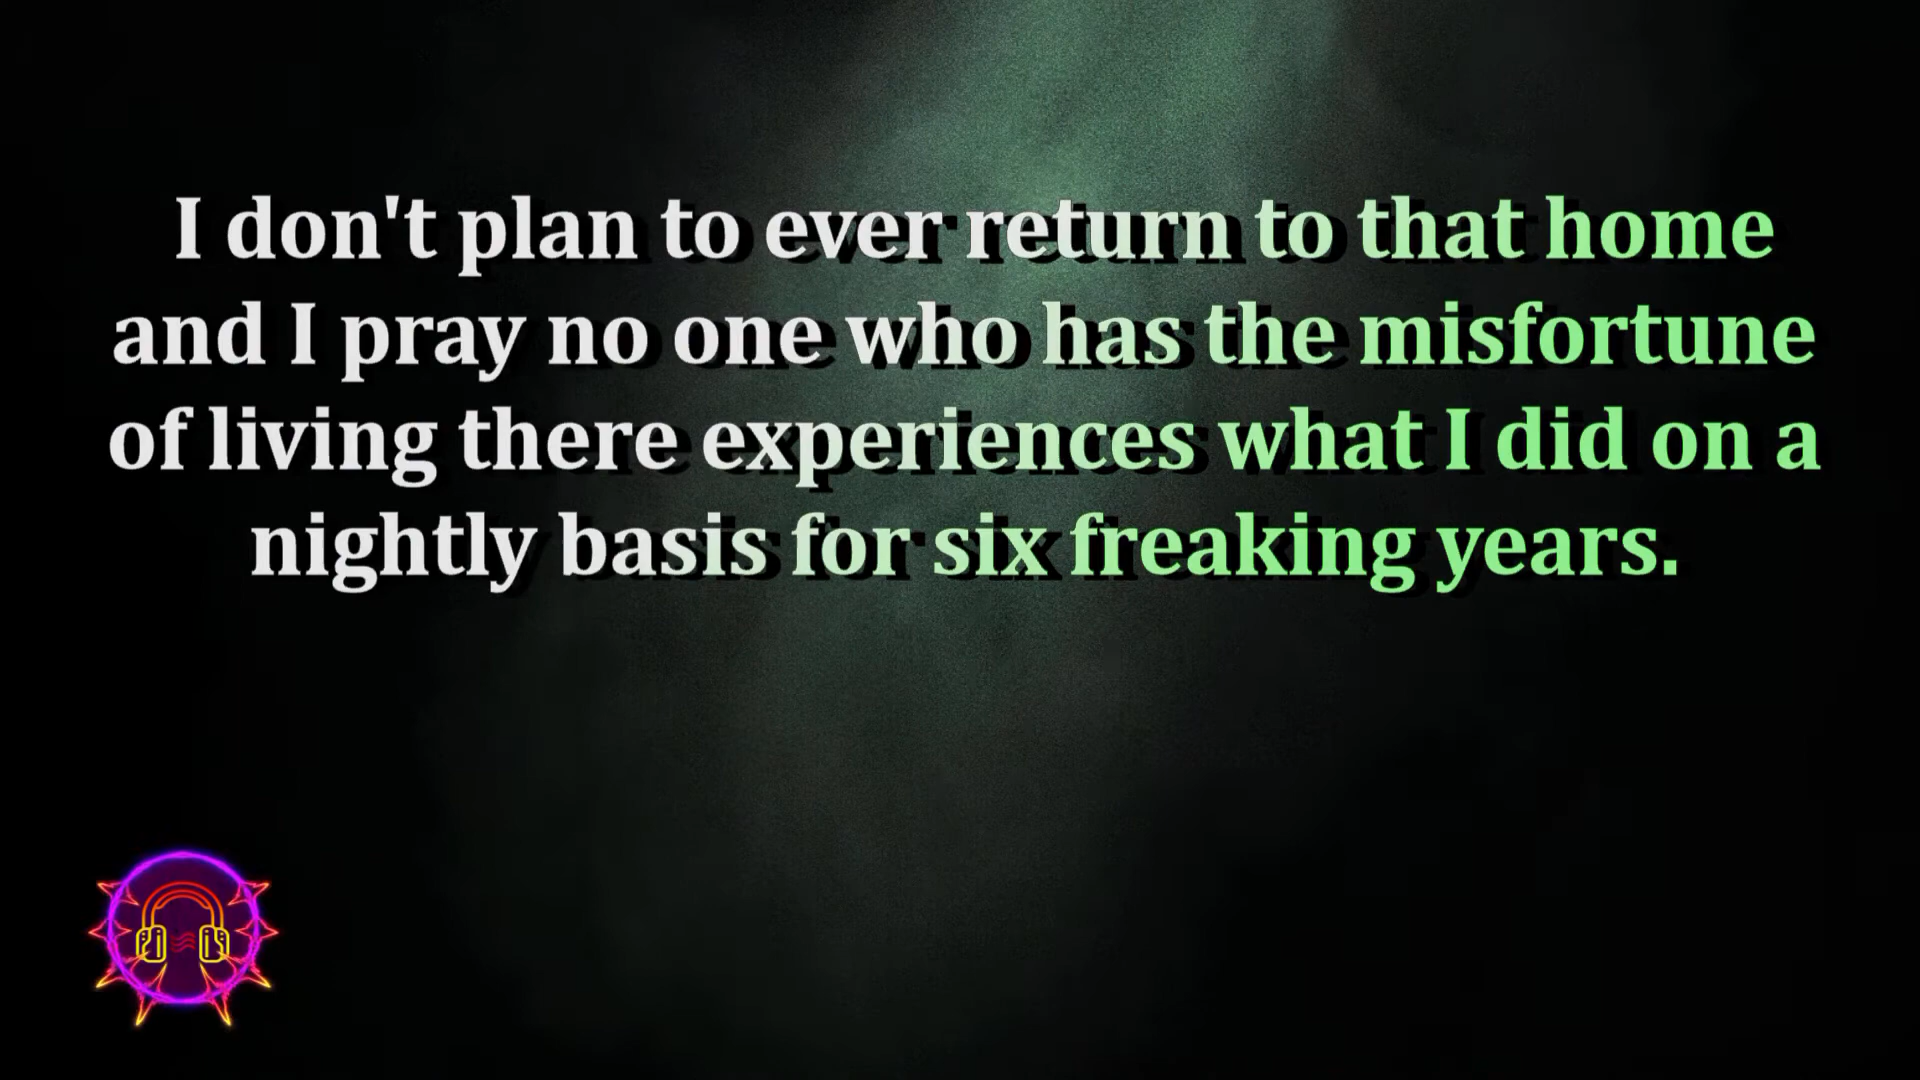 I don't plan to ever return to that home
and I pray no one who has the misfortune
of living there experiences what I did on a
nightly basis for six freaking years.